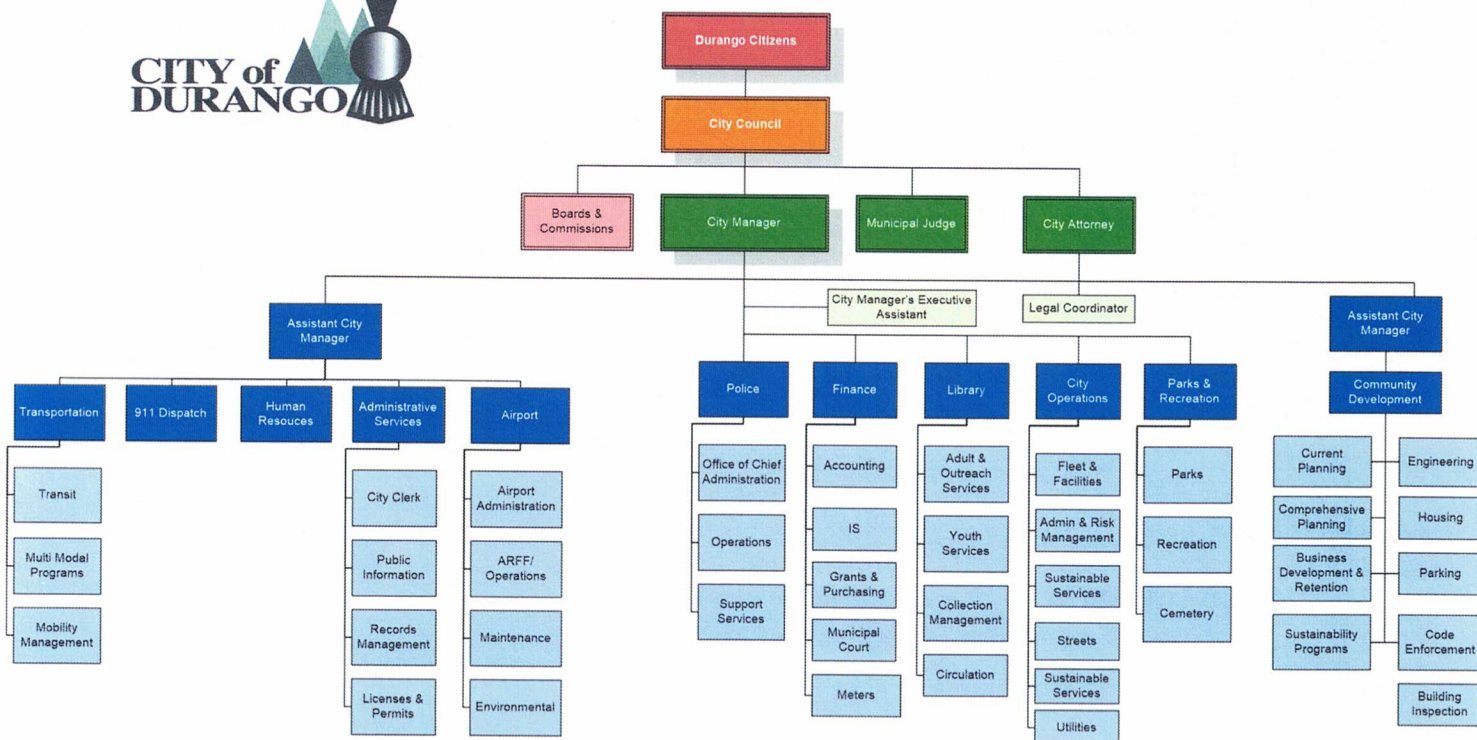 CITY of
DURANGO
Durango Citizens
City Council
Boards &
Commissions
City Manager
Municipal Judge
City Attorney
City Manager's Executive
Assistant
Legal Coordinator
Assistant City
Manager
Assistant City
Manager
Transportation
911 Dispatch
Human
Resouces
Administrative
Services
Airport
Police
Finance
Library
City
Operations
Parks &
Recreation
Community
Development
Transit
Multi Modal
Programs
Mobility
Management
City Clerk
Public
Information
Records
Management
Licenses &
Permits
Airport
Administration
ARFF/
Operations
Maintenance
Environmental
Office of Chief
Administration
Operations
Support
Services
Accounting
IS
Grants &
Purchasing
Municipal
Court
Meters
Adult &
Outreach
Services
Youth
Services
Collection
Management
Circulation
Fleet &
Facilities
Admin & Risk
Management
Sustainable
Services
Streets
Sustainable
Services
Utilities
Parks
Recreation
Cemetery
Current
Planning
Comprehensive
Planning
Business
Development &
Retention
Sustainability
Programs
Engineering
Housing
Parking
Code
Enforcement
Building
Inspection